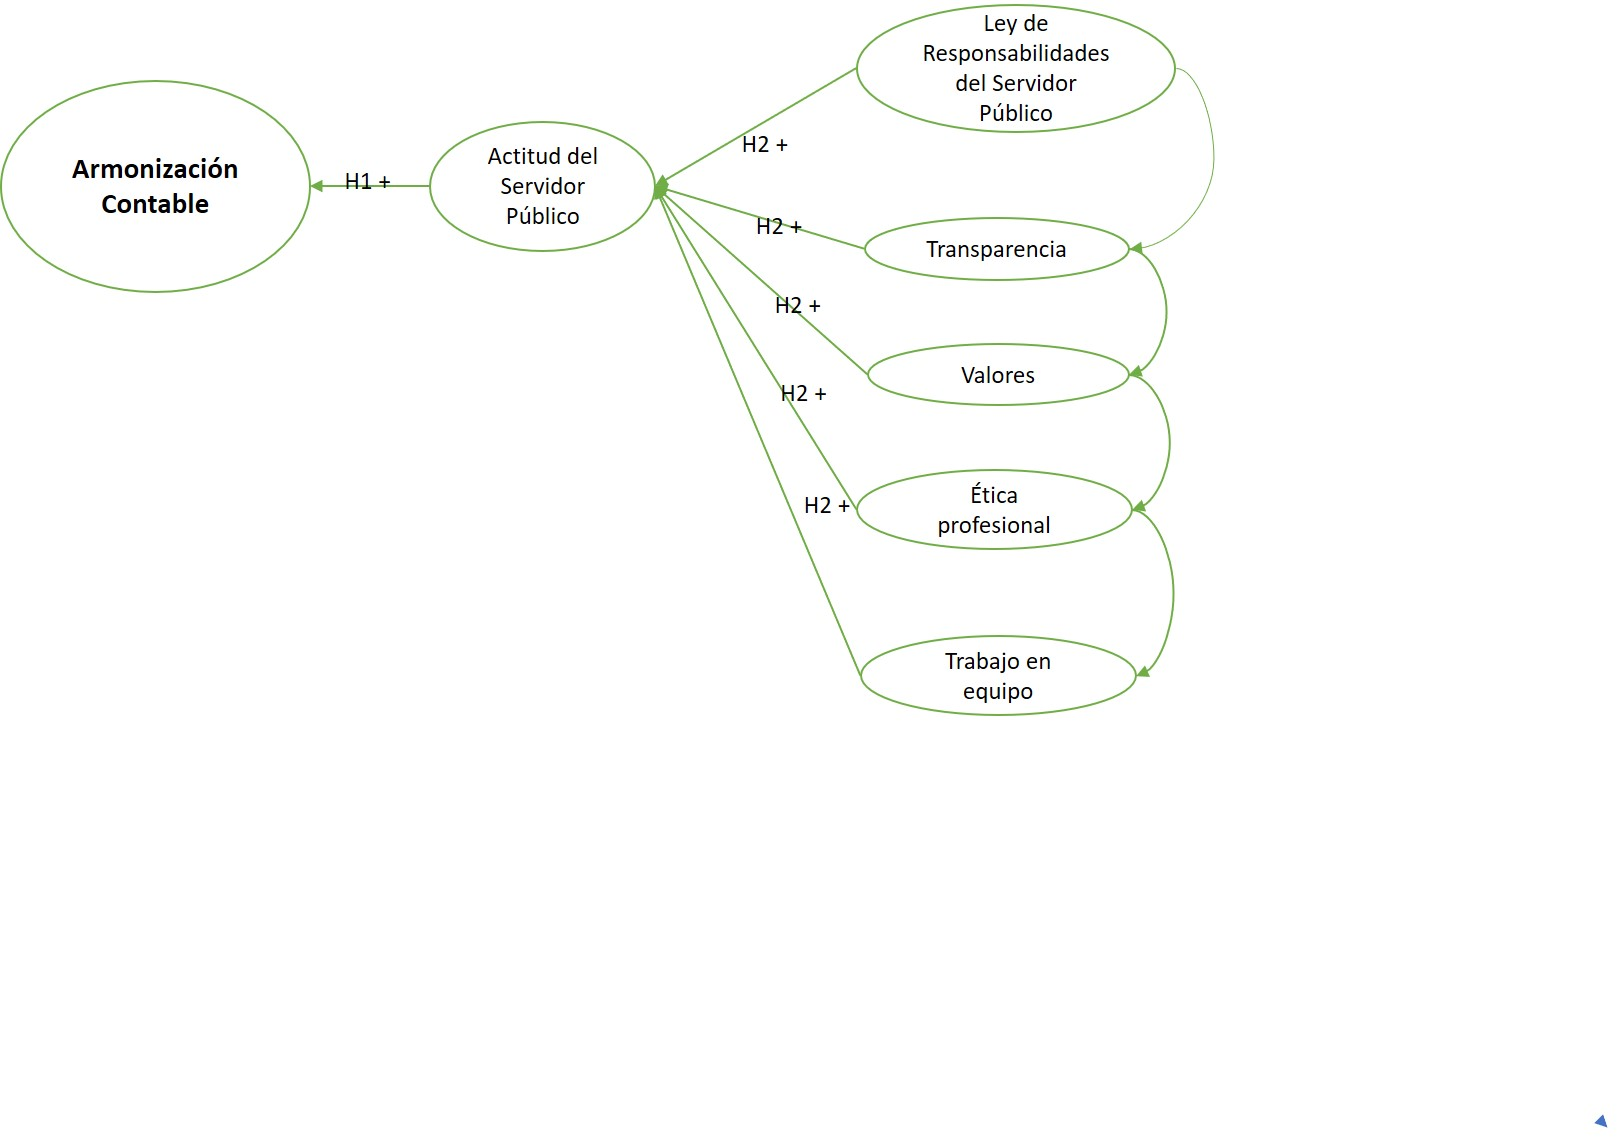 Armonización
Contable
H1 +
Actitud del
Servidor
Público
Ley de
Responsabilidades
del Servidor
Público
H2 +
H2 +
Transparencia
H2 +
Valores
H2 +
Ética
profesional
H2 +
Trabajo en
equipo